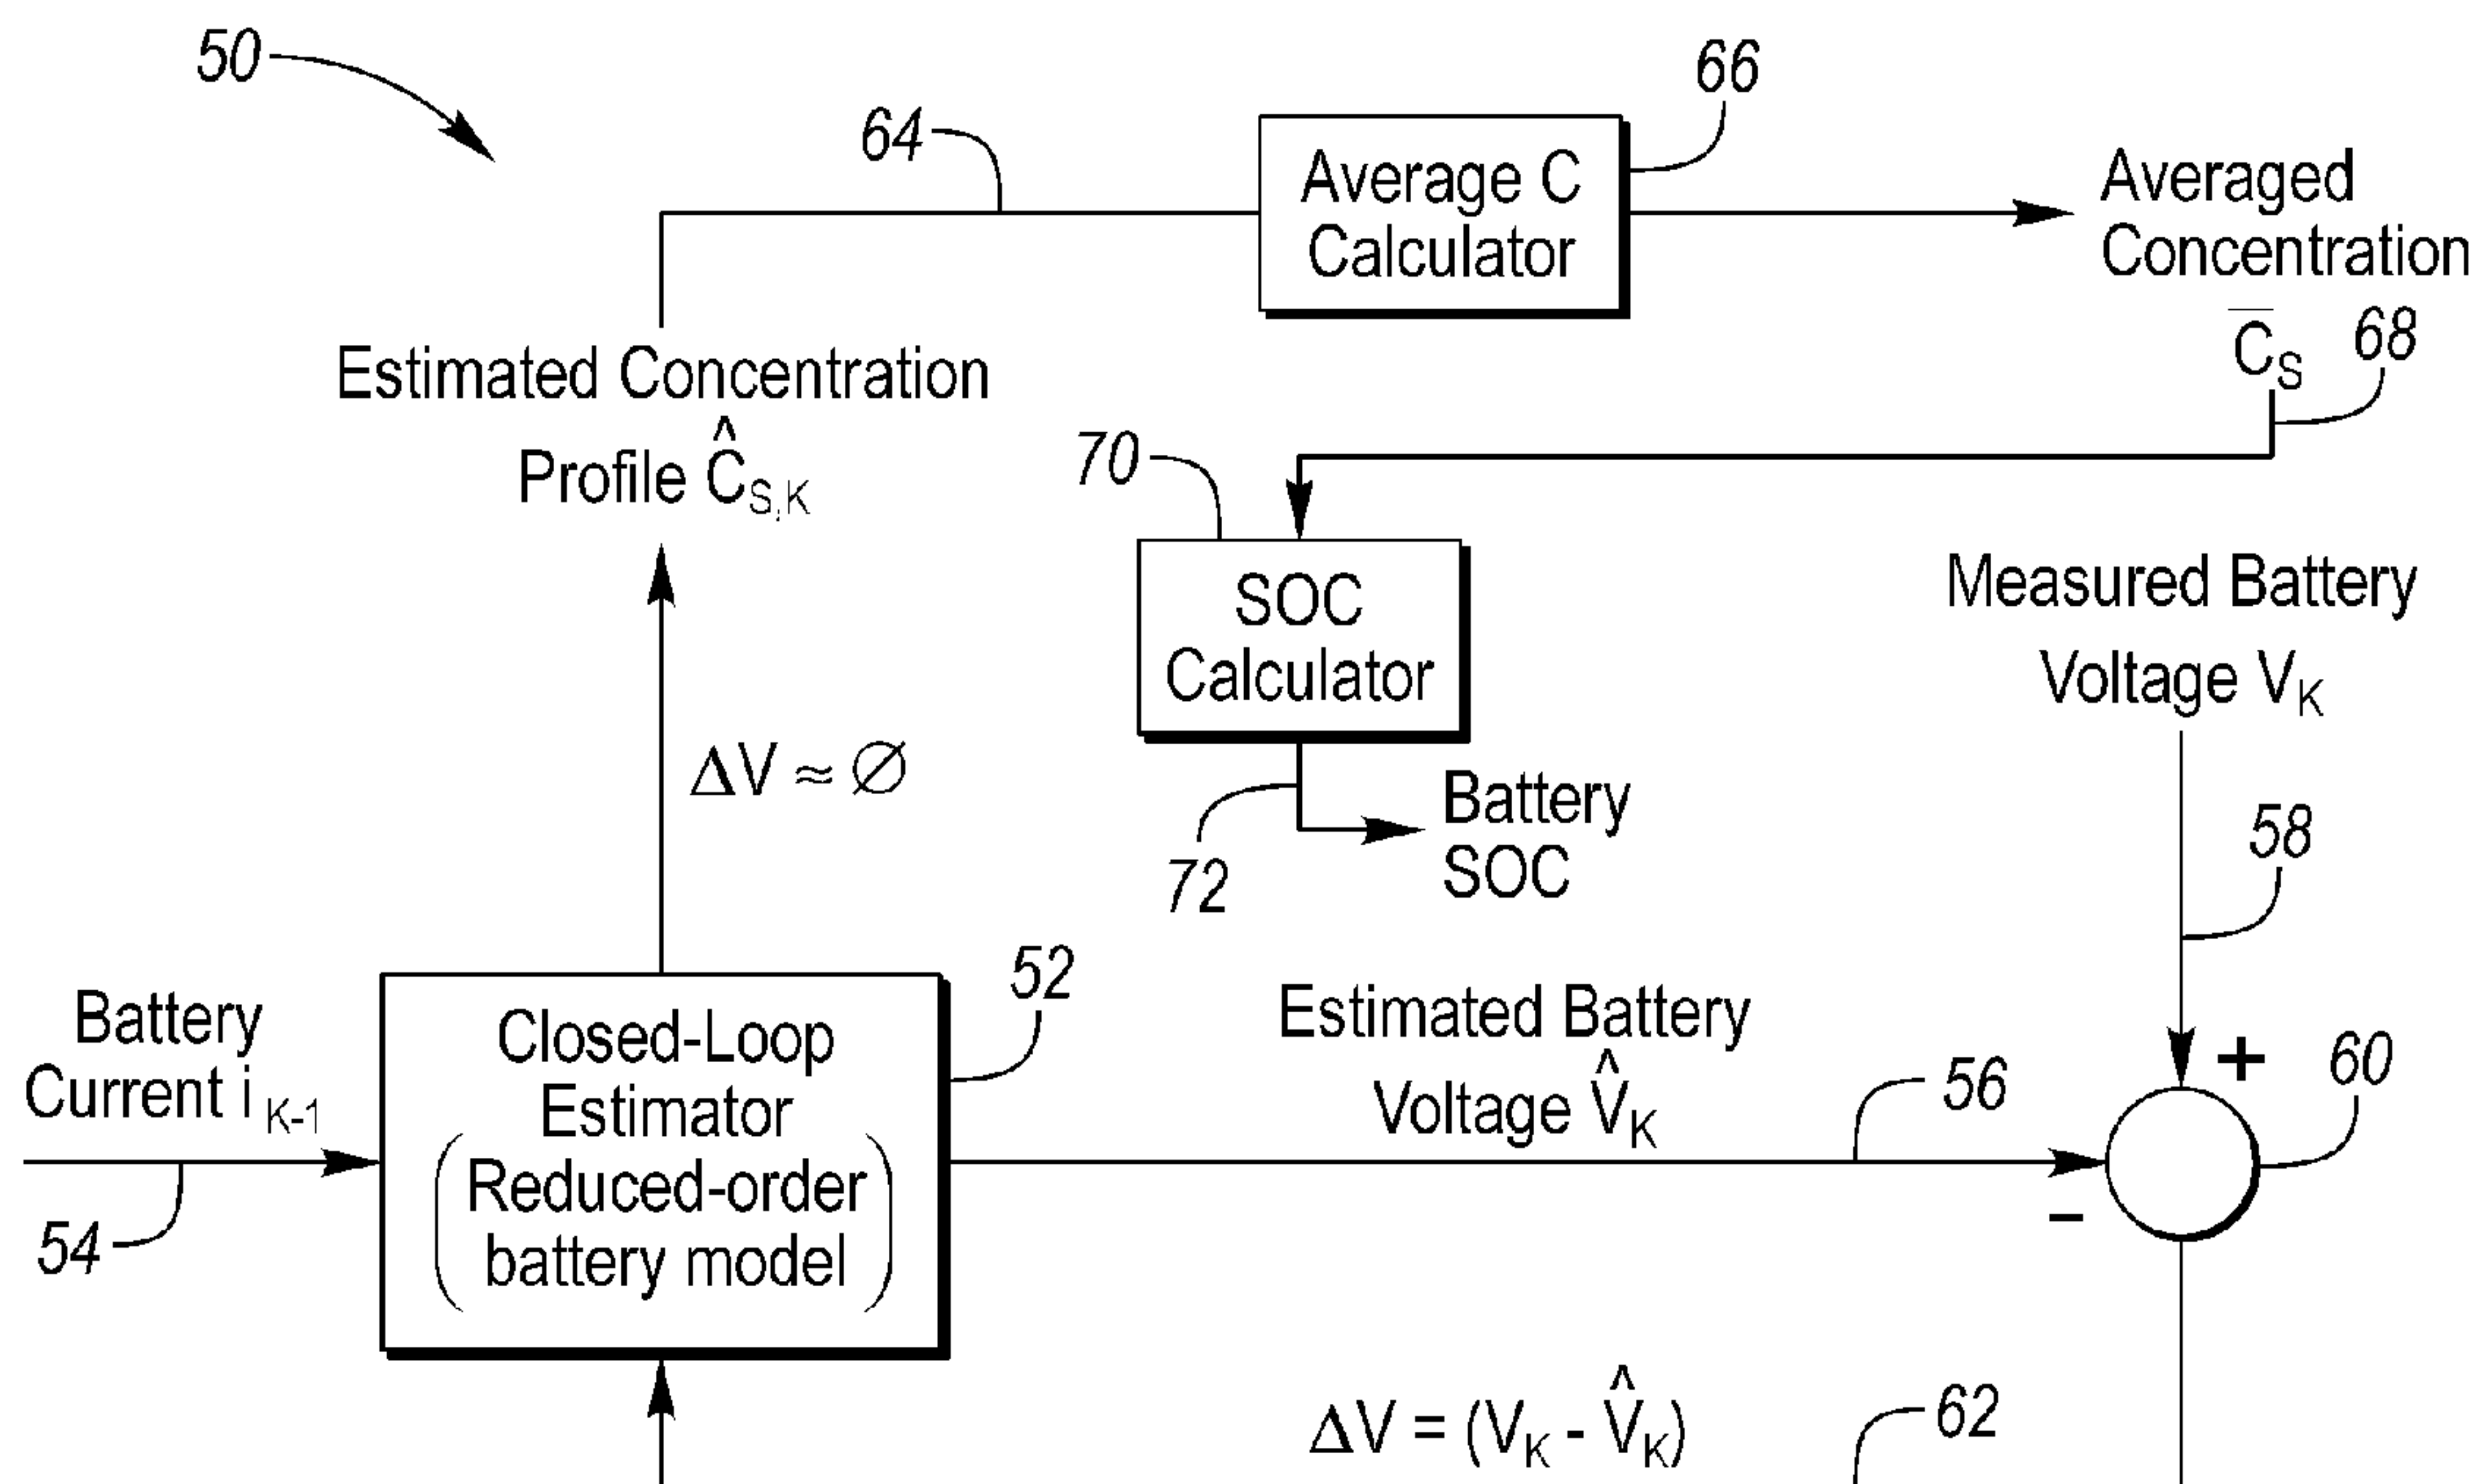 50
64
66
Average C
Calculator
Averaged
Concentration
C̅S
68
Estimated Concentration
Profile ĈS,K
70
SOC
Calculator
Measured Battery
Voltage VK
ΔV ≈ ∅
72
Battery
SOC
58
52
Battery
Current iK-1
54
Closed-Loop
Estimator
(Reduced-order
battery model)
Estimated Battery
Voltage V̂K
56
+
60
-
ΔV = (VK - V̂K)
62